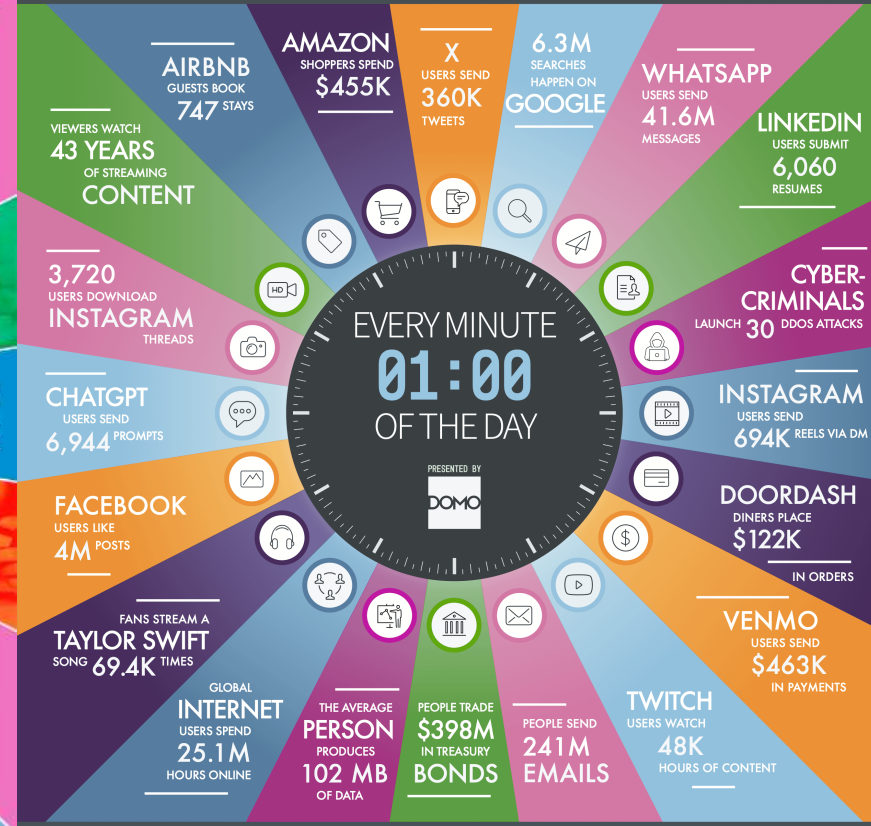 EVERY MINUTE
01:00
OF THE DAY
PRESENTED BY
DOMO
X
USERS SEND
360K
TWEETS
6.3M
SEARCHES
HAPPEN ON
GOOGLE
WHATSAPP
USERS SEND
41.6M
MESSAGES
LINKEDIN
USERS SUBMIT
6,060
RESUMES
CYBER-
CRIMINALS
LAUNCH 30 DDOS ATTACKS
INSTAGRAM
USERS SEND
694K REELS VIA DM
DOORDASH
DINERS PLACE
$122K
IN ORDERS
VENMO
USERS SEND
$463K
IN PAYMENTS
TWITCH
USERS WATCH
48K
HOURS OF CONTENT
PEOPLE SEND
241M
EMAILS
PEOPLE TRADE
$398M
IN TREASURY
BONDS
THE AVERAGE
PERSON
PRODUCES
102 MB
OF DATA
GLOBAL
INTERNET
USERS SPEND
25.1M
HOURS ONLINE
FANS STREAM A
TAYLOR SWIFT
SONG 69.4K TIMES
FACEBOOK
USERS LIKE
4M POSTS
CHATGPT
USERS SEND
6,944 PROMPTS
3,720
USERS DOWNLOAD
INSTAGRAM
THREADS
VIEWERS WATCH
43 YEARS
OF STREAMING
CONTENT
HD
AIRBNB
GUESTS BOOK
747 STAYS
AMAZON
SHOPPERS SPEND
$455K
$